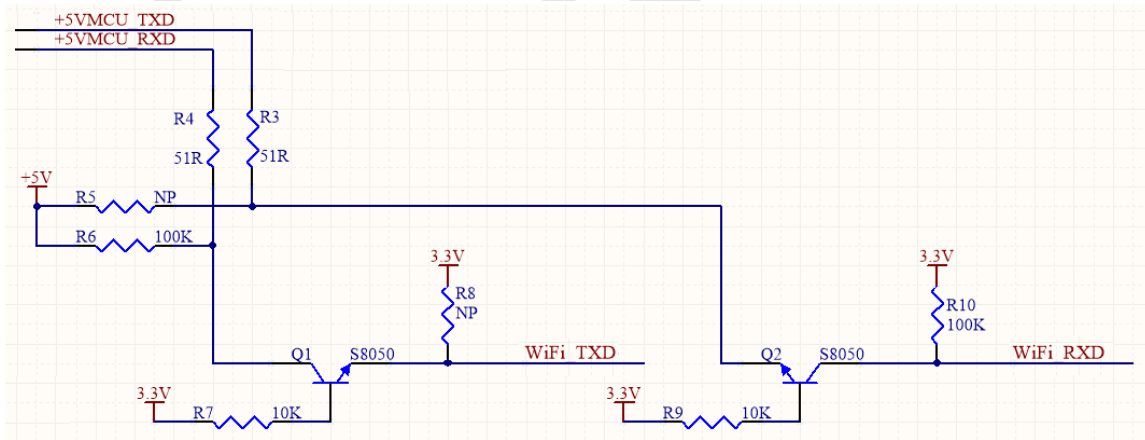 +5VMCU_TXD
+5VMCU_RXD
R4
R3
51R
51R
+5V
R5
NP
R6
100K
3.3V
R8
NP
3.3V
R10
100K
Q1
S8050
WiFi_TXD
Q2
S8050
WiFi_RXD
3.3V
R7
10K
3.3V
R9
10K